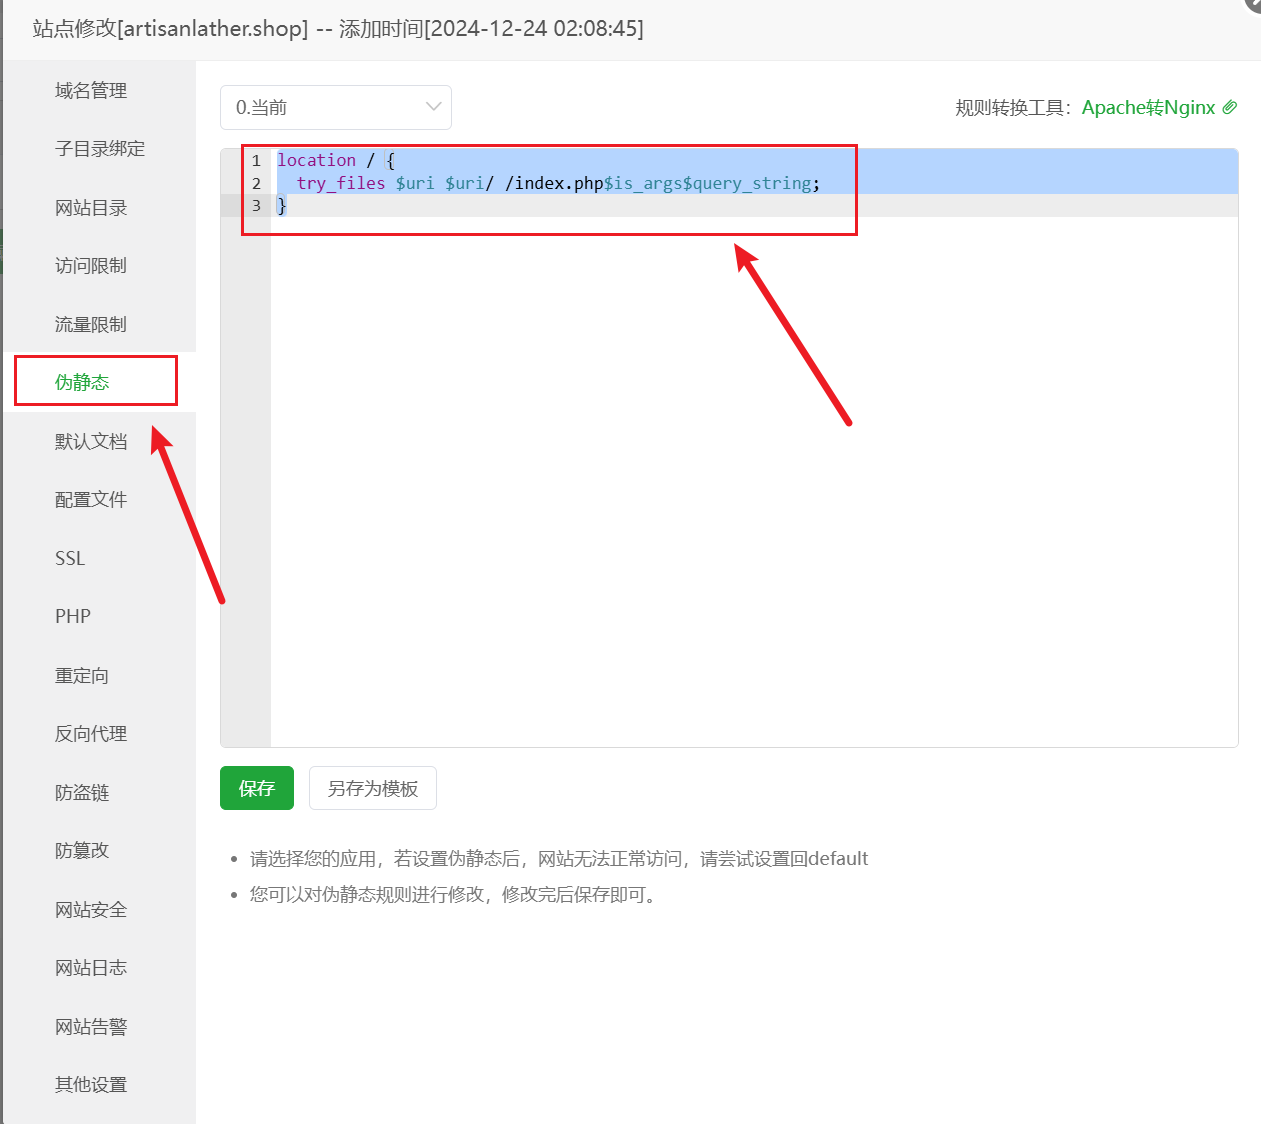 站点修改[artisanlather.shop] -- 添加时间[2024-12-24 02:08:45]
域名管理
子目录绑定
网站目录
访问限制
流量限制
伪静态
默认文档
配置文件
SSL
PHP
重定向
反向代理
防盗链
防篡改
网站安全
网站日志
网站告警
其他设置
0.当前
规则转换工具：Apache转Nginx
1 location / {
2   try_files $uri $uri/ /index.php$is_args$query_string;
3 }
保存
另存为模板
请选择您的应用，若设置伪静态后，网站无法正常访问，请尝试设置回default
您可以对伪静态规则进行修改，修改完后保存即可。